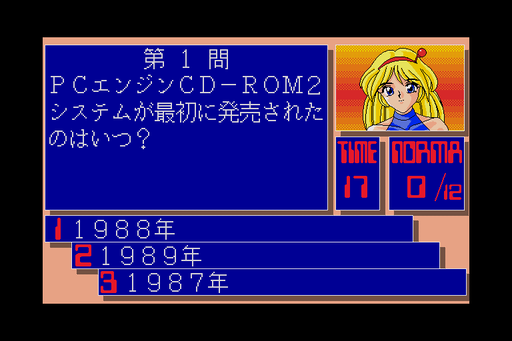 第1問
PCエンジンCD-ROM2
システムが最初に発売された
のはいつ?
TIME
17
NORMA
0/12
1 1988年
2 1989年
3 1987年